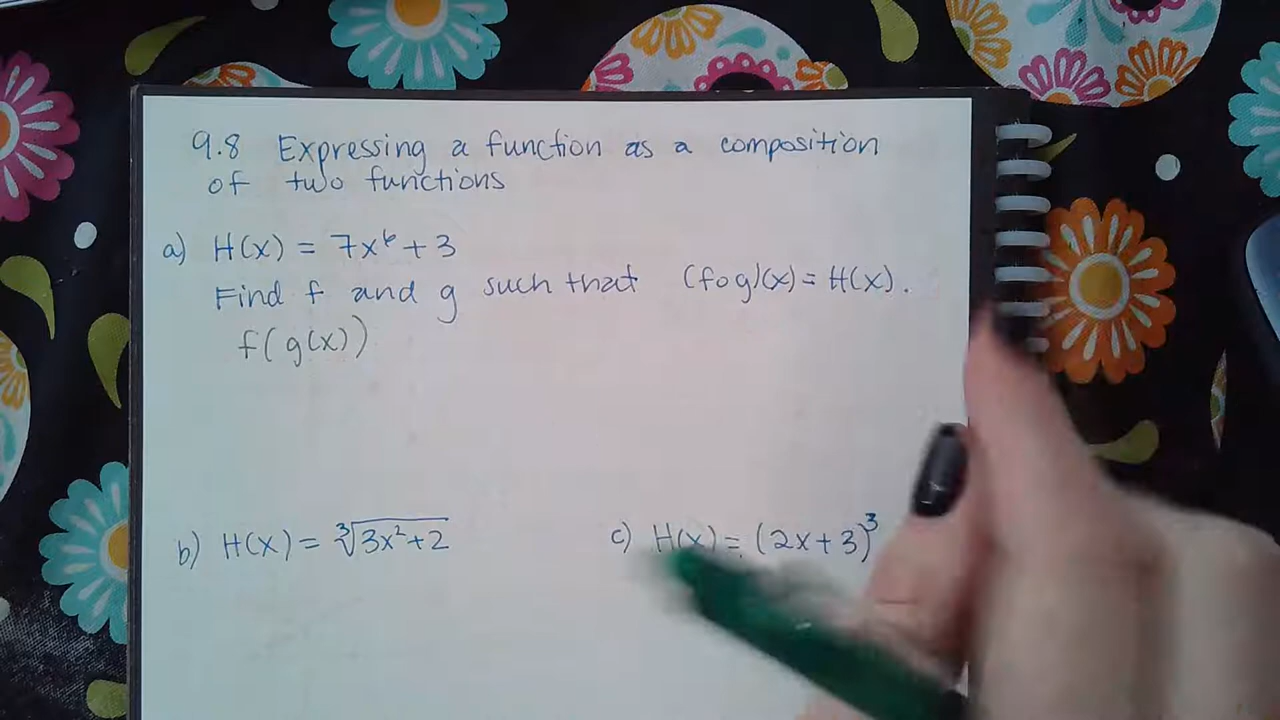 9.8 Expressing a function as a composition
of two functions
a) H(x) = 7x⁶ + 3
Find f and g such that (f∘g)(x) = H(x).
f(g(x))
b) H(x) = ∛(3x²+2)
c) H(x) = (2x+3)³